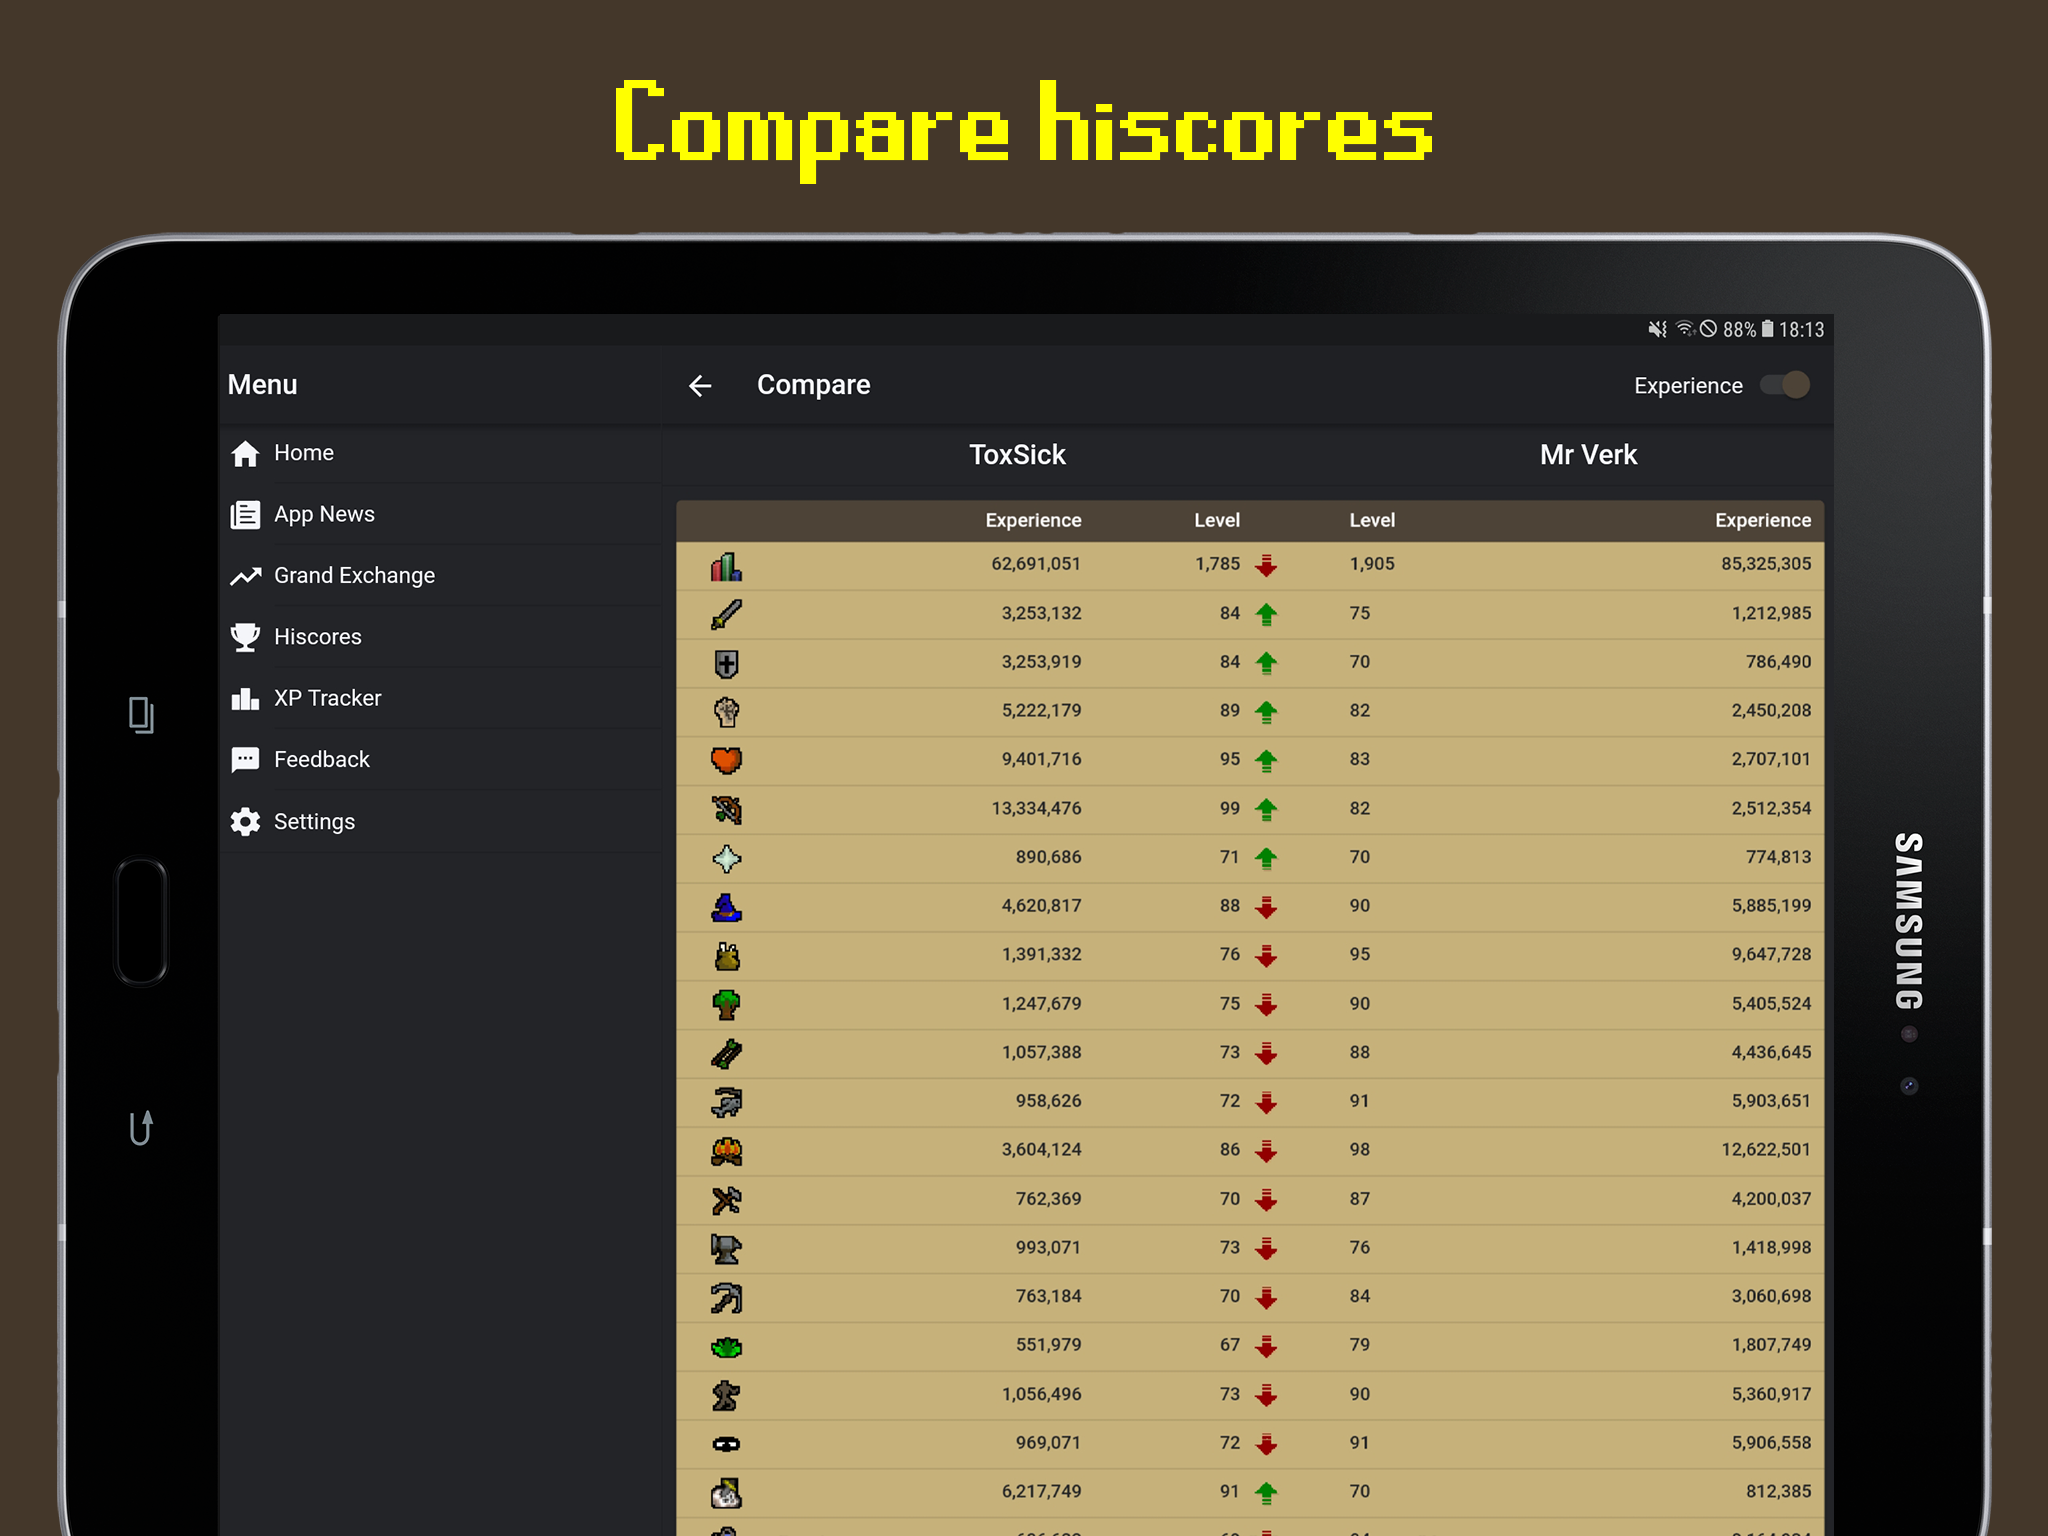 Compare hiscores
88% 18:13
Menu
Compare
Experience
Home
App News
Grand Exchange
Hiscores
XP Tracker
Feedback
Settings
ToxSick
Mr Verk
Experience Level Level Experience
62,691,051 1,785 1,905 85,325,305
3,253,132 84 75 1,212,985
3,253,919 84 70 786,490
5,222,179 89 82 2,450,208
9,401,716 95 83 2,707,101
13,334,476 99 82 2,512,354
890,686 71 70 774,813
4,620,817 88 90 5,885,199
1,391,332 76 95 9,647,728
1,247,679 75 90 5,405,524
1,057,388 73 88 4,436,645
958,626 72 91 5,903,651
3,604,124 86 98 12,622,501
762,369 70 87 4,200,037
993,071 73 76 1,418,998
763,184 70 84 3,060,698
551,979 67 79 1,807,749
1,056,496 73 90 5,360,917
969,071 72 91 5,906,558
6,217,749 91 70 812,385
SAMSUNG